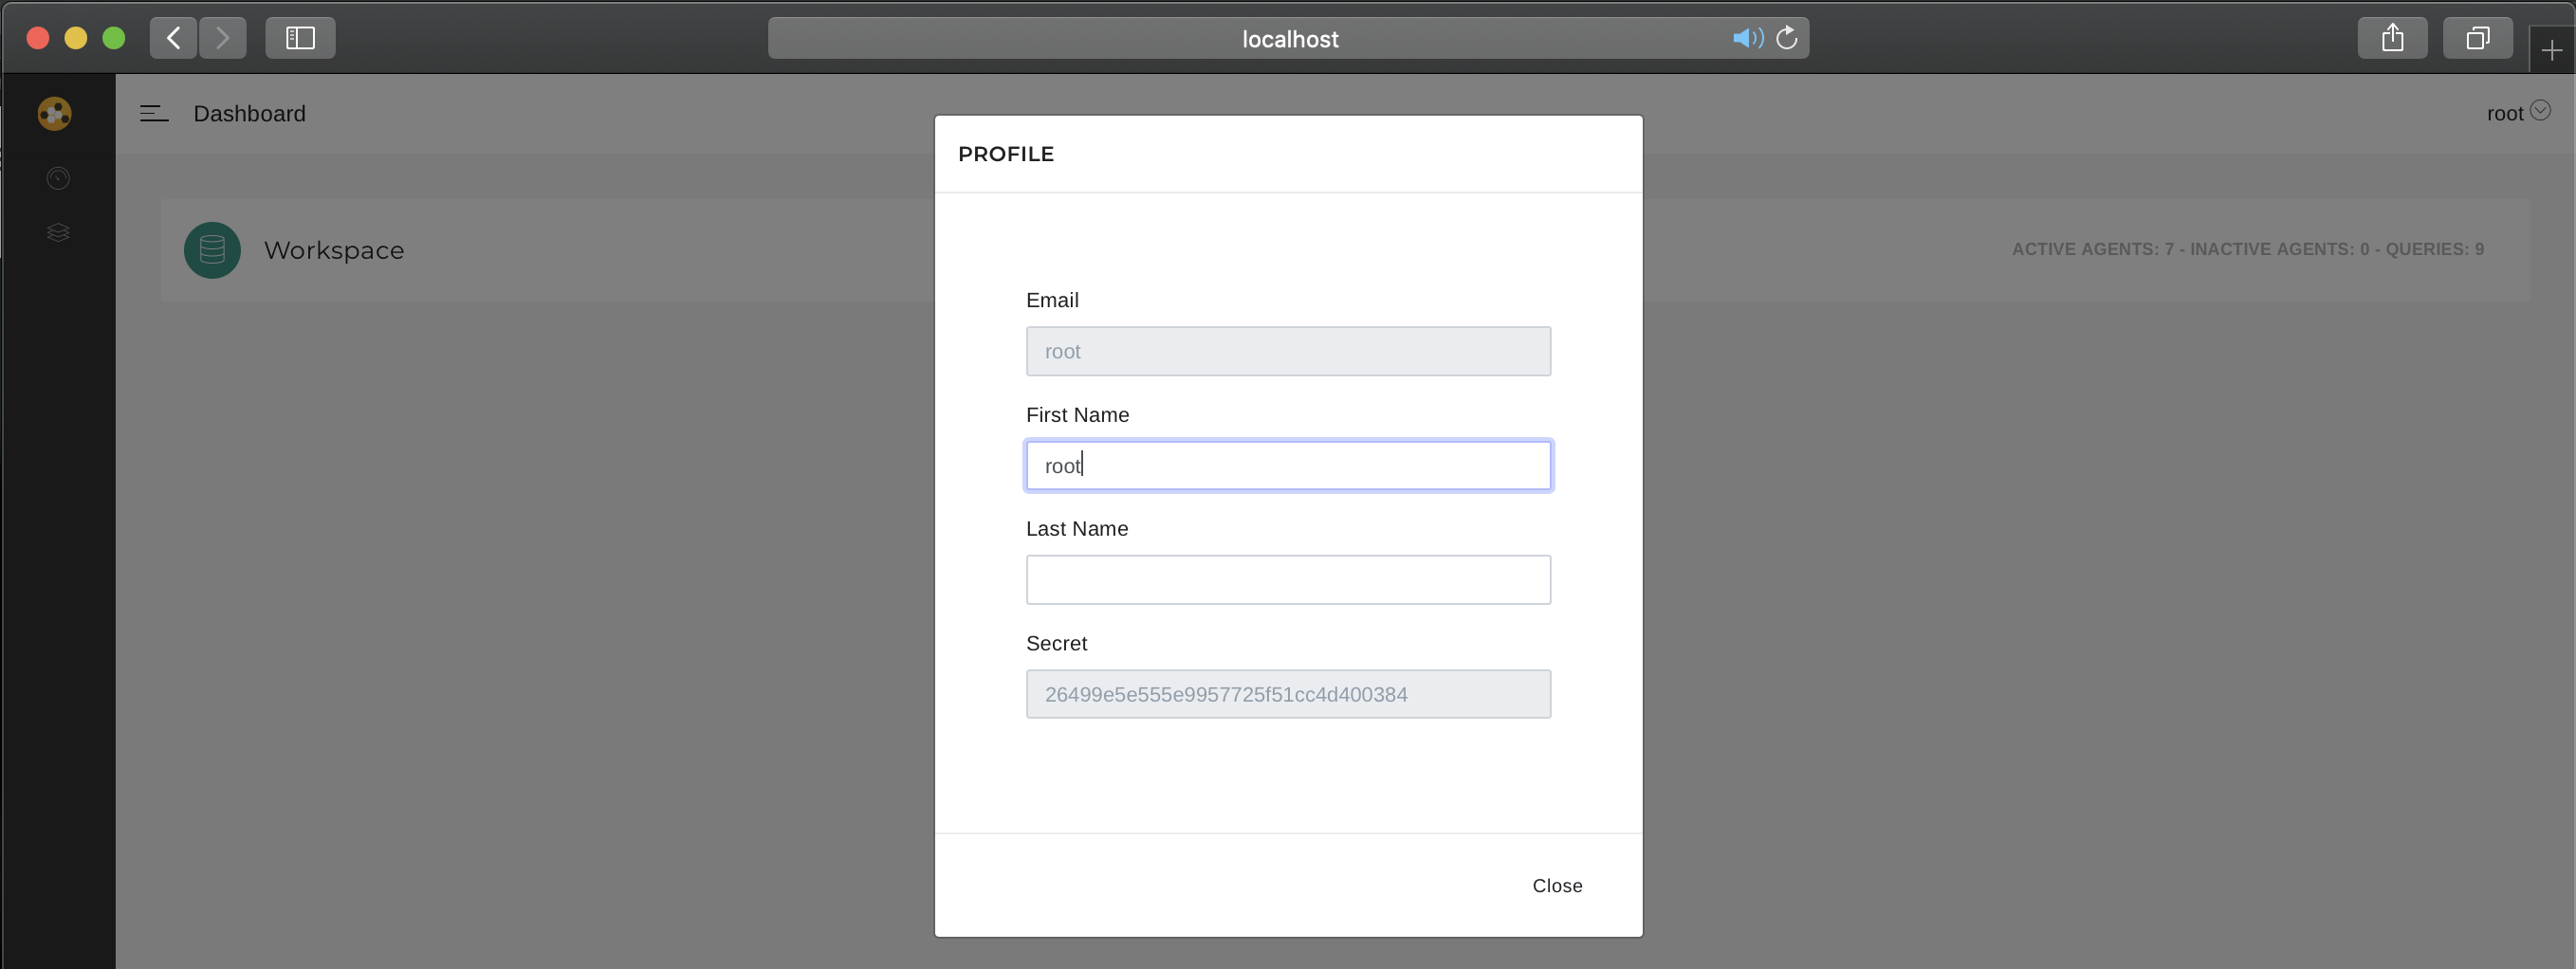 localhost
Dashboard
root
PROFILE
Workspace
ACTIVE AGENTS: 7 - INACTIVE AGENTS: 0 - QUERIES: 9
Email
root
First Name
root
Last Name
Secret
26499e5e555e9957725f51cc4d400384
Close